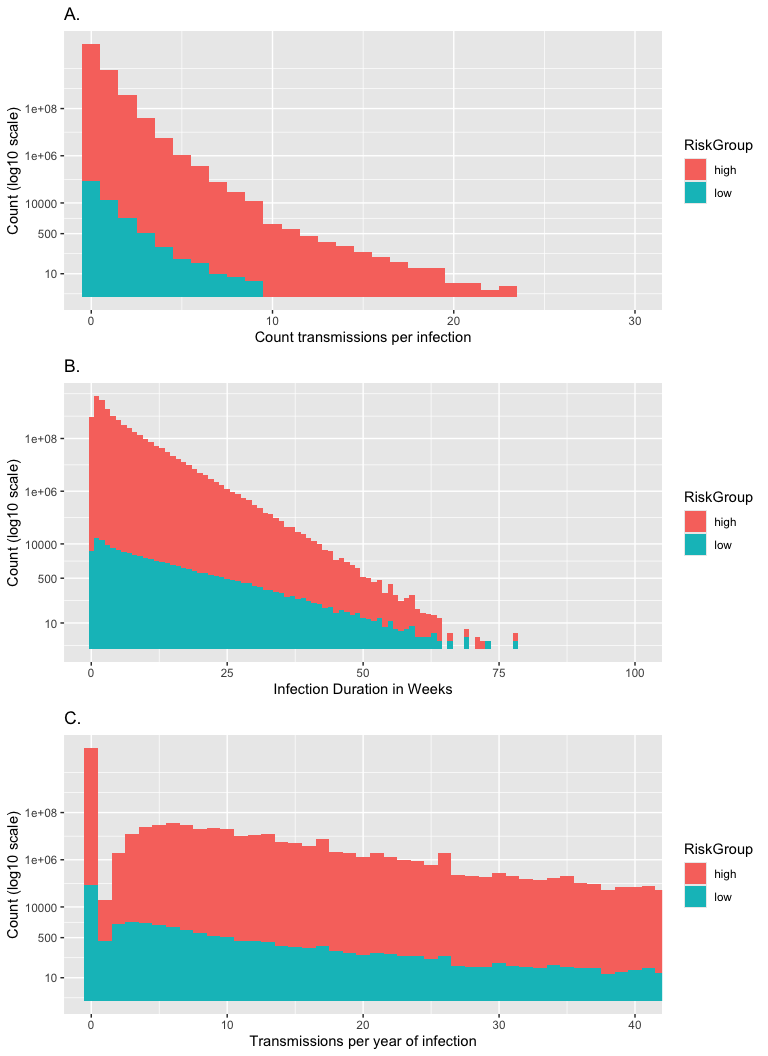 A.
Count (log10 scale)
1e+08
1e+06
10000
500
10
0
10
20
30
Count transmissions per infection
RiskGroup
high
low
B.
Count (log10 scale)
1e+08
1e+06
10000
500
10
0
25
50
75
100
Infection Duration in Weeks
RiskGroup
high
low
C.
Count (log10 scale)
1e+08
1e+06
10000
500
10
0
10
20
30
40
Transmissions per year of infection
RiskGroup
high
low